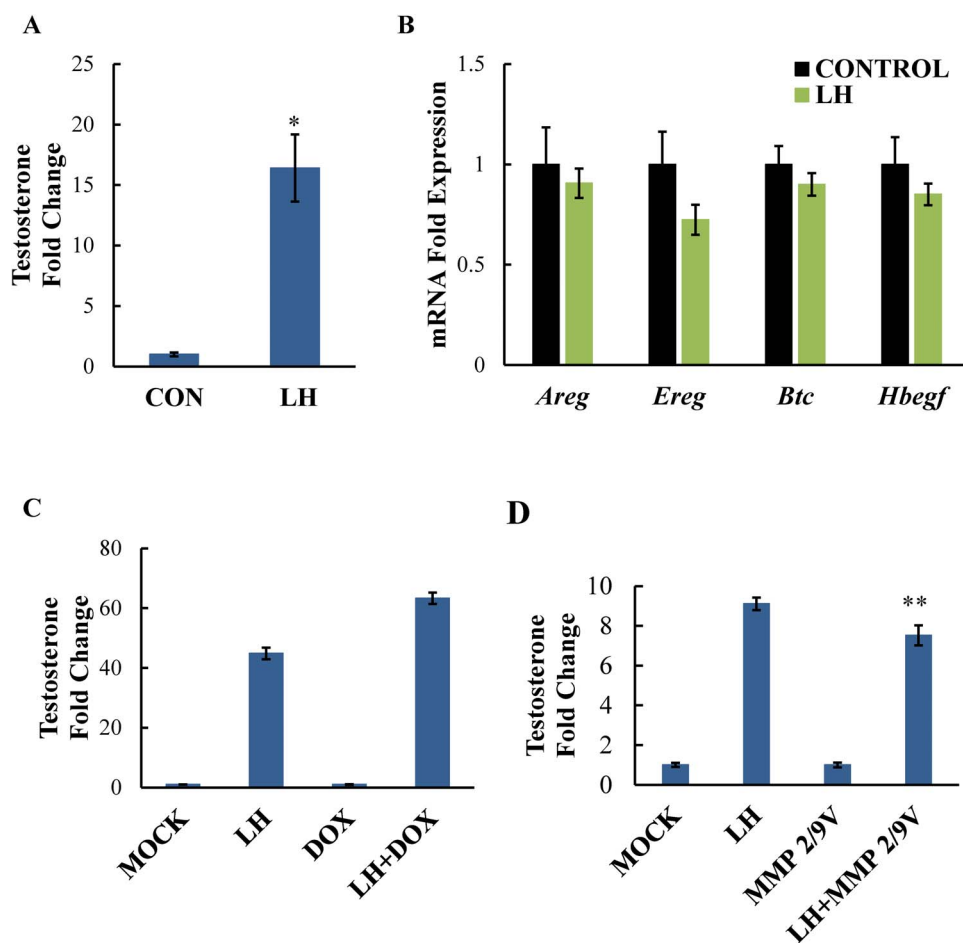 A
Testosterone
Fold Change
25
20
15
10
5
0
*
CON LH
B
mRNA Fold Expression
1.5
1
0.5
0
CONTROL
LH
Areg Ereg Btc Hbegf
C
Testosterone
Fold Change
80
60
40
20
0
MOCK LH DOX LH+DOX
D
Testosterone
Fold Change
10
8
6
4
2
0
**
MOCK LH MMP 2/9V LH+MMP 2/9V